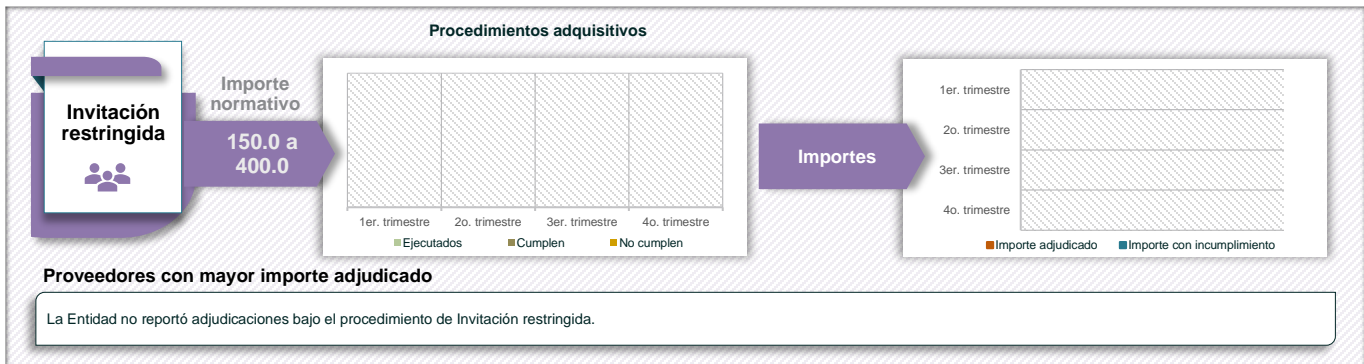 Procedimientos adquisitivos
Invitación
restringida
Importe
normativo
150.0 a
400.0
1er. trimestre 2o. trimestre 3er. trimestre 4o. trimestre
Ejecutados Cumplen No cumplen
Importes
1er. trimestre
2o. trimestre
3er. trimestre
4o. trimestre
Importe adjudicado Importe con incumplimiento
Proveedores con mayor importe adjudicado
La Entidad no reportó adjudicaciones bajo el procedimiento de Invitación restringida.